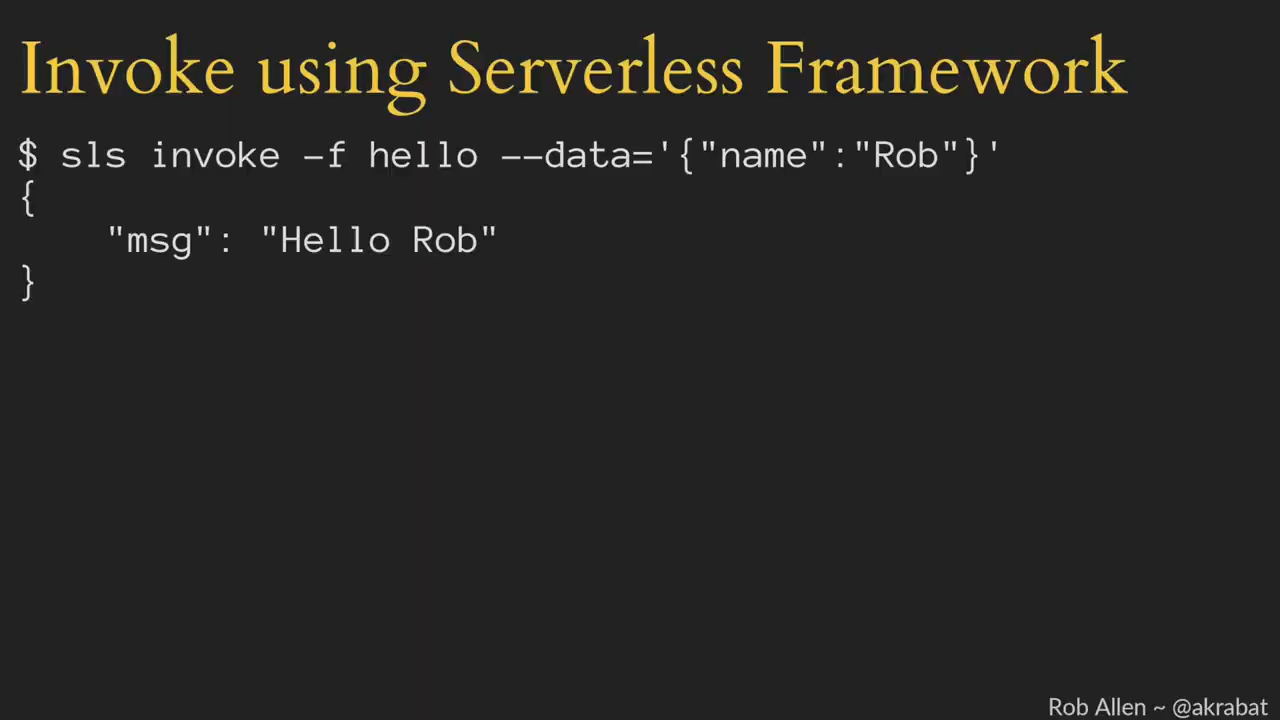 Invoke using Serverless Framework
$ sls invoke -f hello --data='{"name":"Rob"}'
{
    "msg": "Hello Rob"
}
Rob Allen ~ @akrabat